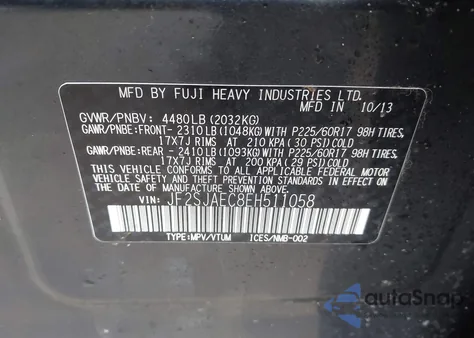 MFD BY FUJI HEAVY INDUSTRIES LTD.
MFD IN 10/13
GVWR/PNBV: 4480LB (2032KG)
GAWR/PNBE: FRONT- 2310LB (1048KG) WITH P225/60R17 98H TIRES,
17X7J RIMS AT 210 KPA (30 PSI) COLD
GAWR/PNBE: REAR - 2410LB (1093KG) WITH P225/60R17 98H TIRES,
17X7J RIMS AT 200 KPA (29 PSI) COLD
THIS VEHICLE CONFORMS TO ALL APPLICABLE FEDERAL MOTOR
VEHICLE SAFETY STANDARDS IN EFFECT ON THE DATE OF
MANUFACTURE SHOWN ABOVE.
VIN: JF2SJAEC8EH511058
TYPE:MPV/VTUM ICES/NMB-002
autoSnap